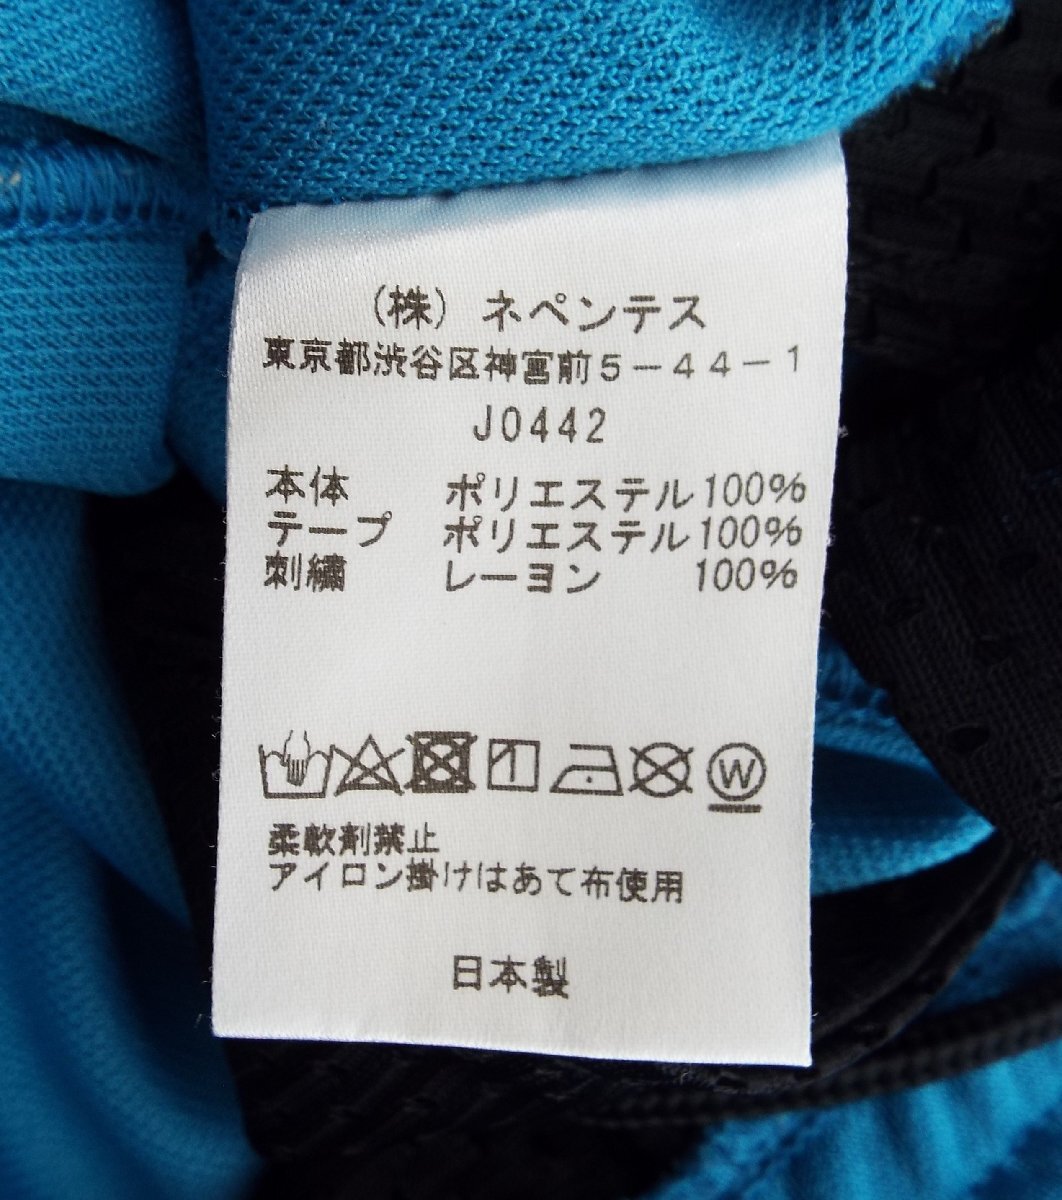 (株) ネペンテス
東京都渋谷区神宮前5-44-1
J0442
本体 ポリエステル100%
テープ ポリエステル100%
刺繍 レーヨン 100%
W
柔軟剤禁止
アイロン掛けはあて布使用
日本製